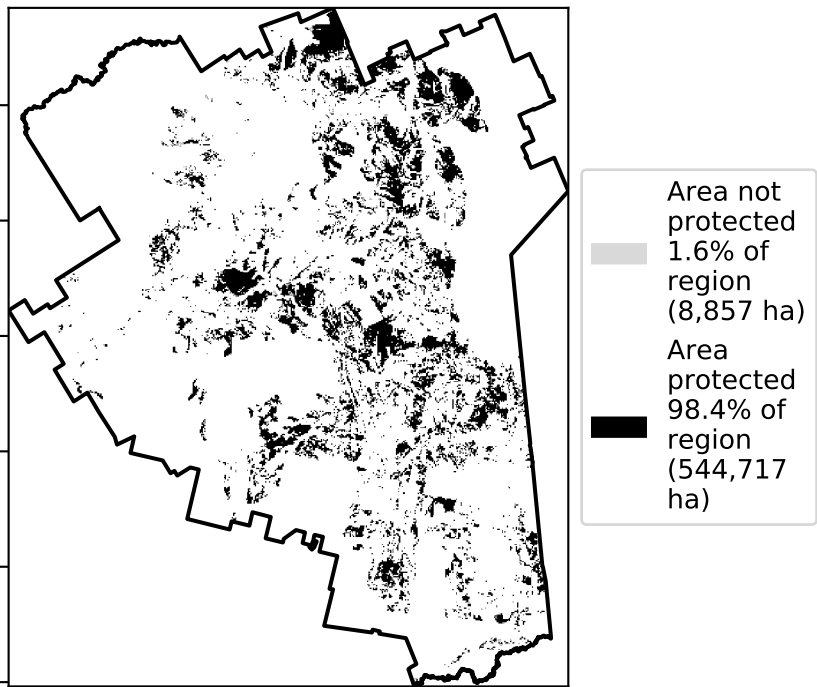 Area not
protected
1.6% of
region
(8,857 ha)
Area
protected
98.4% of
region
(544,717
ha)